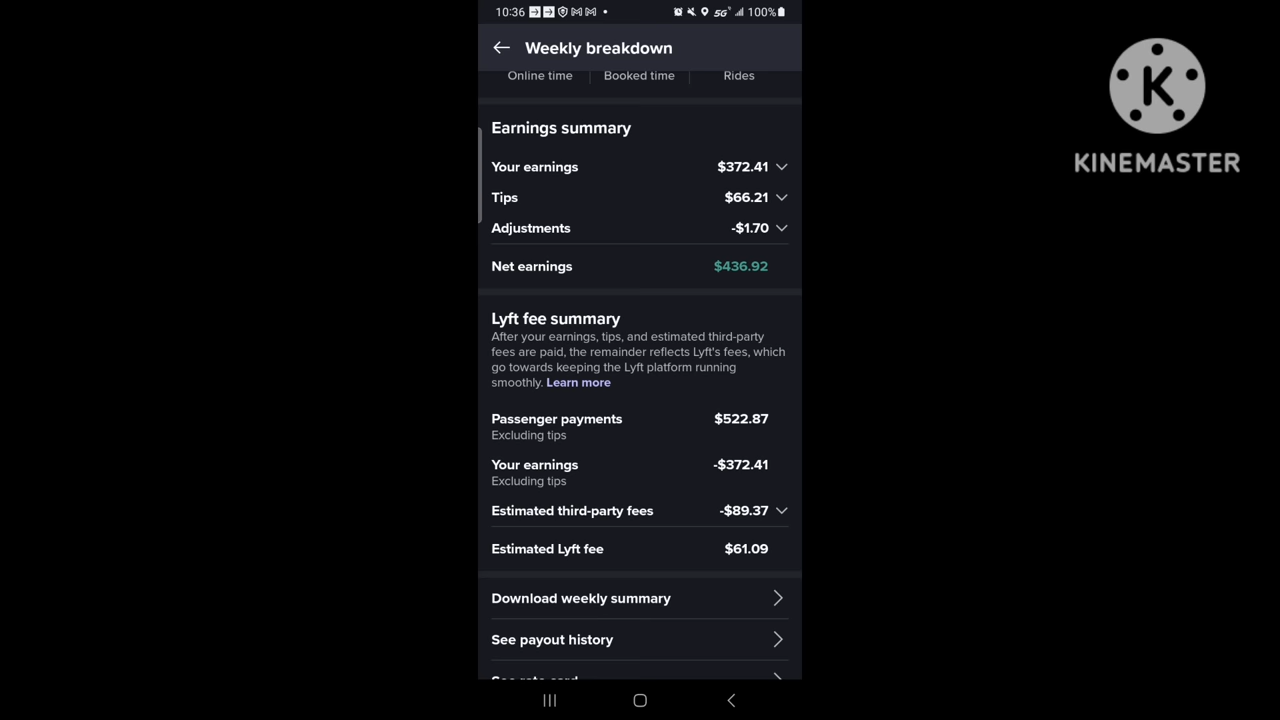 10:36
5G
100%
Weekly breakdown
Online time
Booked time
Rides
Earnings summary
Your earnings $372.41
Tips $66.21
Adjustments -$1.70
Net earnings $436.92
Lyft fee summary
After your earnings, tips, and estimated third-party
fees are paid, the remainder reflects Lyft's fees, which
go towards keeping the Lyft platform running
smoothly. Learn more
Passenger payments $522.87
Excluding tips
Your earnings -$372.41
Excluding tips
Estimated third-party fees -$89.37
Estimated Lyft fee $61.09
Download weekly summary
See payout history
See rate card
K
KINEMASTER